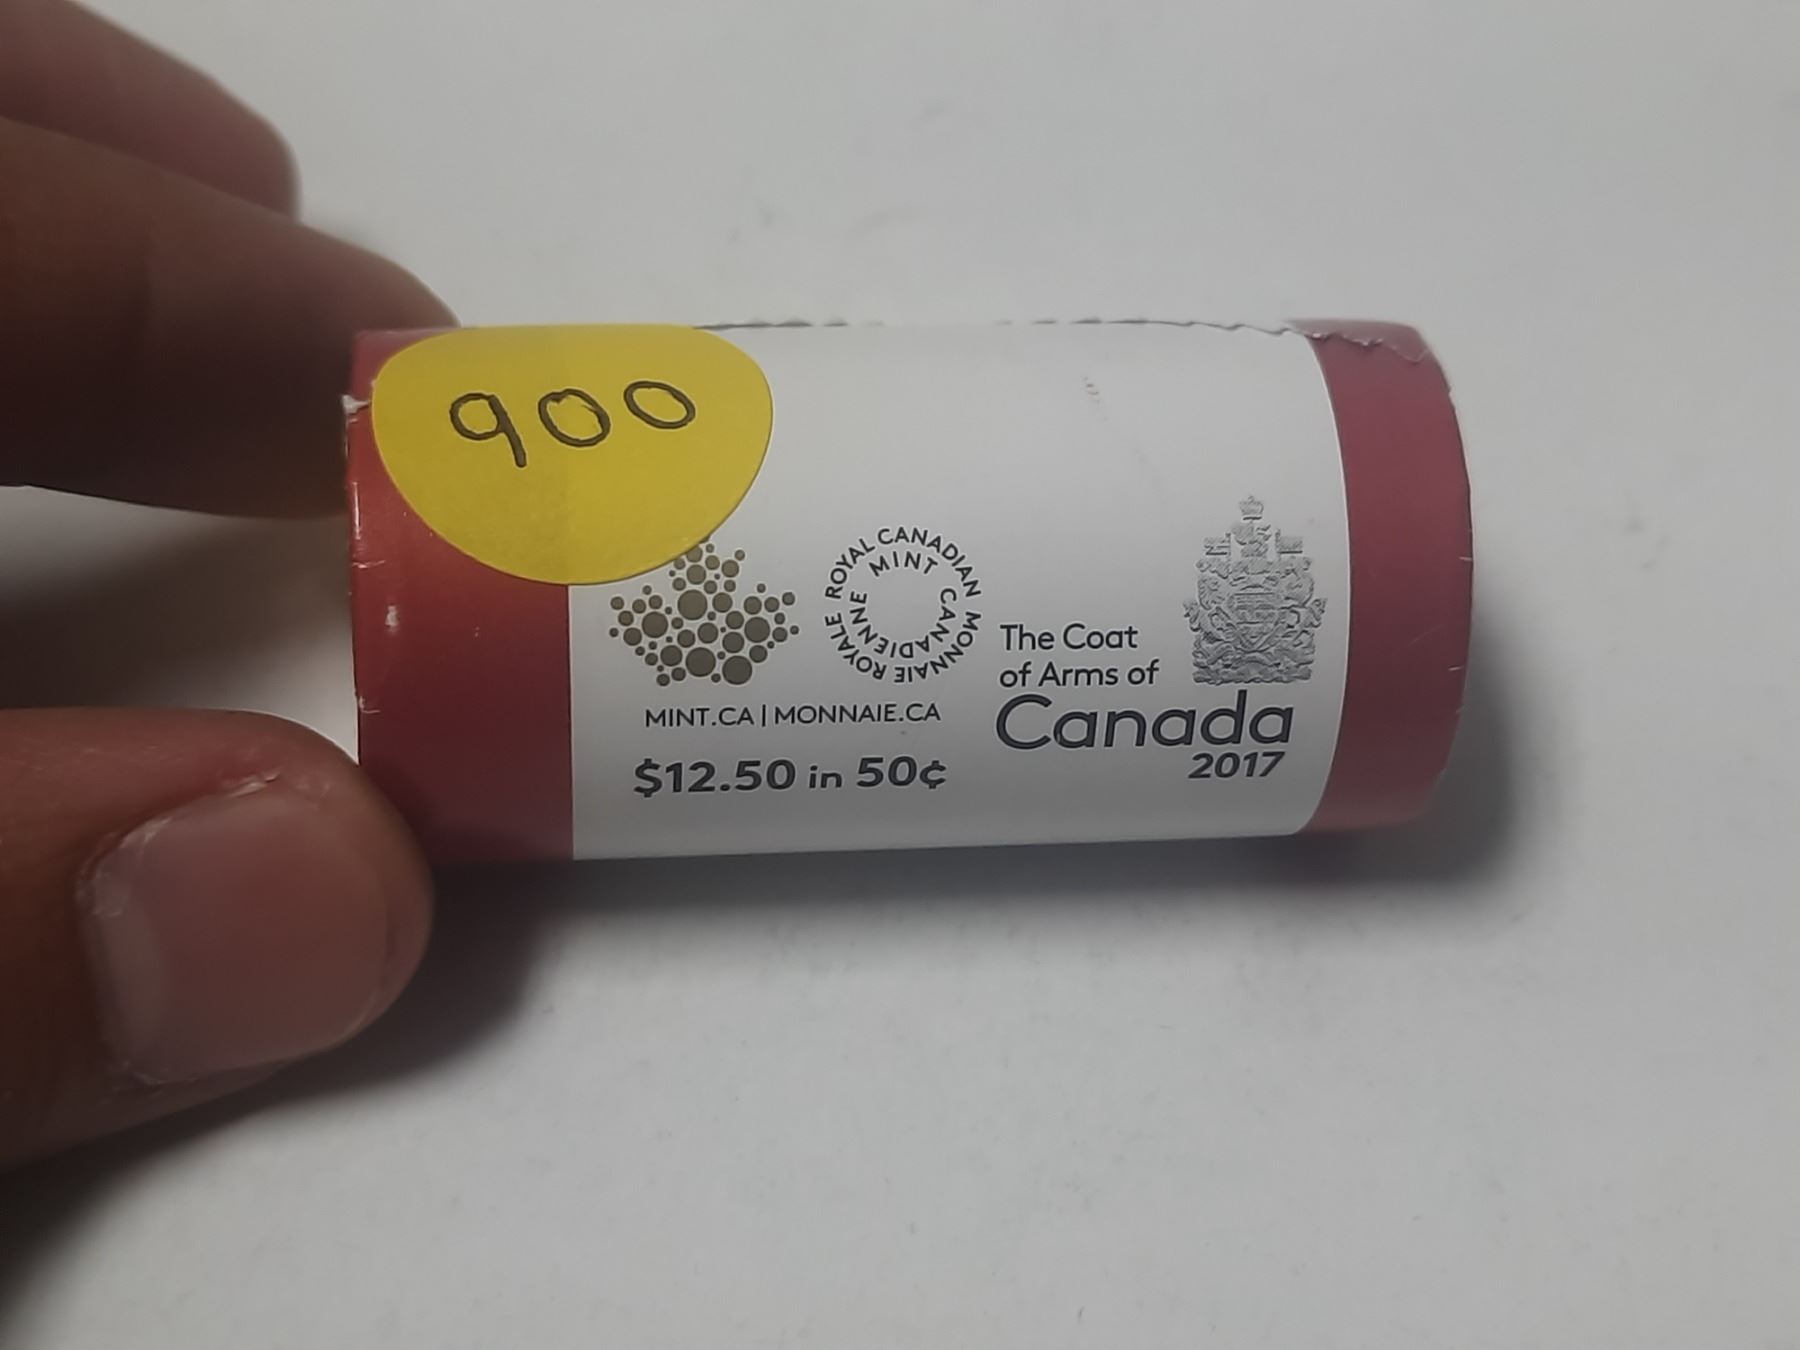 900
ROYAL CANADIAN MINT
MONNAIE ROYALE CANADIENNE
MINT.CA | MONNAIE.CA
$12.50 in 50¢
The Coat
of Arms of
Canada
2017